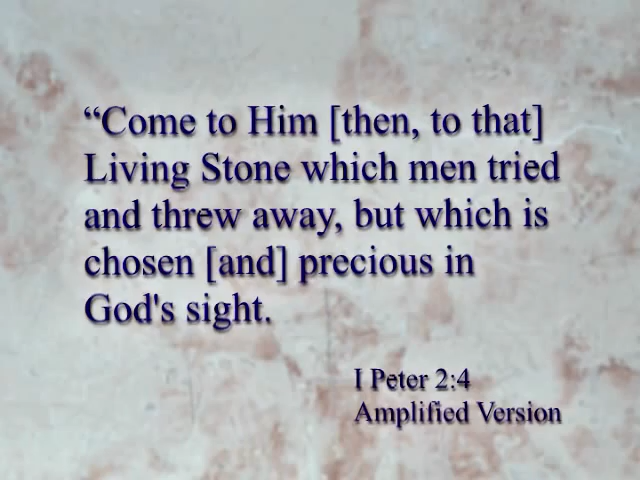 “Come to Him [then, to that]
Living Stone which men tried
and threw away, but which is
chosen [and] precious in
God's sight.
I Peter 2:4
Amplified Version